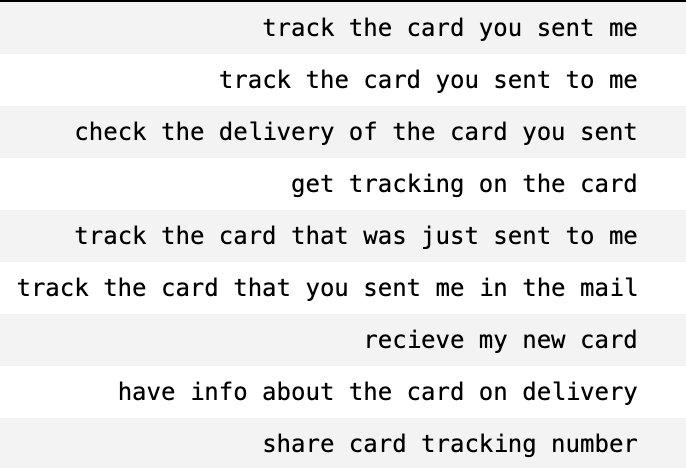 track the card you sent me
track the card you sent to me
check the delivery of the card you sent
get tracking on the card
track the card that was just sent to me
track the card that you sent me in the mail
recieve my new card
have info about the card on delivery
share card tracking number